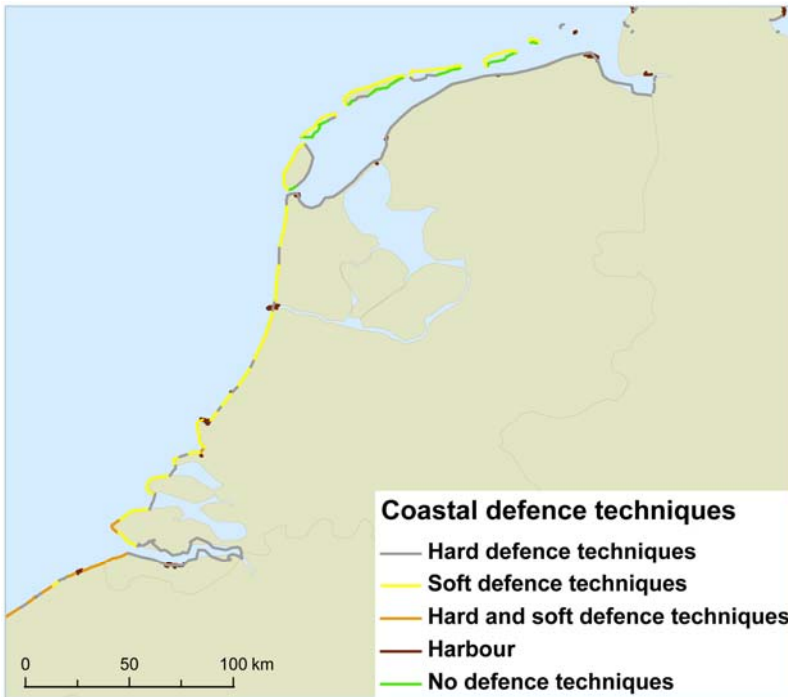 Coastal defence techniques
Hard defence techniques
Soft defence techniques
Hard and soft defence techniques
Harbour
No defence techniques
0 50 100 km